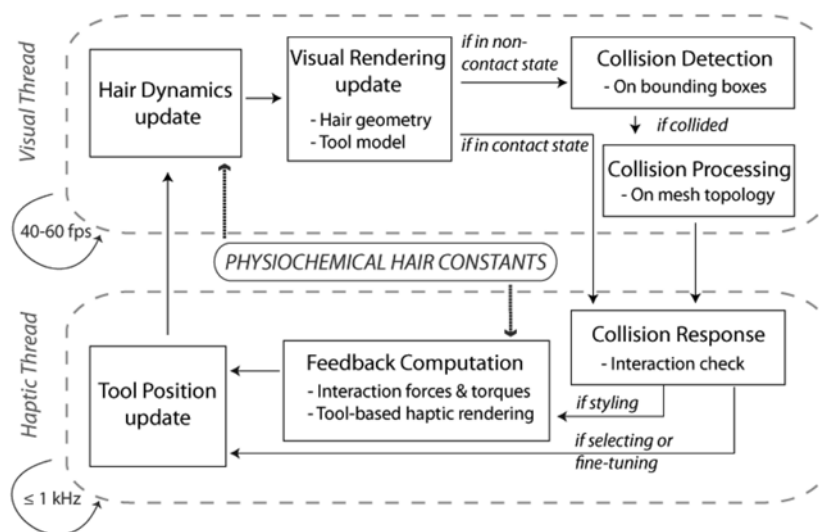 Visual Thread
Hair Dynamics
update
Visual Rendering
update
- Hair geometry
- Tool model
if in non-
contact state
if in contact state
Collision Detection
- On bounding boxes
if collided
Collision Processing
- On mesh topology
40-60 fps
PHYSIOCHEMICAL HAIR CONSTANTS
Haptic Thread
Tool Position
update
Feedback Computation
- Interaction forces & torques
- Tool-based haptic rendering
Collision Response
- Interaction check
if styling
if selecting or
fine-tuning
≤ 1 kHz